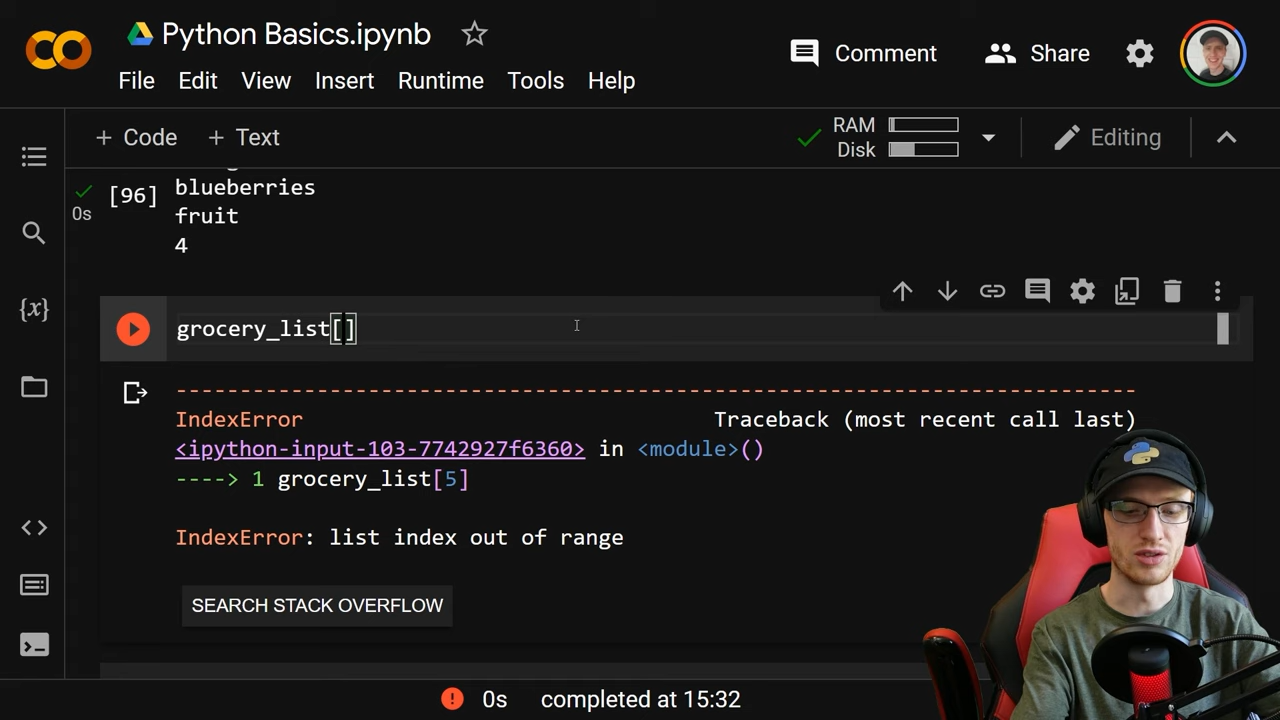 Python Basics.ipynb
Comment
Share
File Edit View Insert Runtime Tools Help
+ Code + Text
RAM
Disk
Editing
[96]
0s
blueberries
fruit
4
grocery_list[]
---------------------------------------------------------------------------
IndexError Traceback (most recent call last)
<ipython-input-103-7742927f6360> in <module>()
----> 1 grocery_list[5]
IndexError: list index out of range
SEARCH STACK OVERFLOW
{x}
0s completed at 15:32